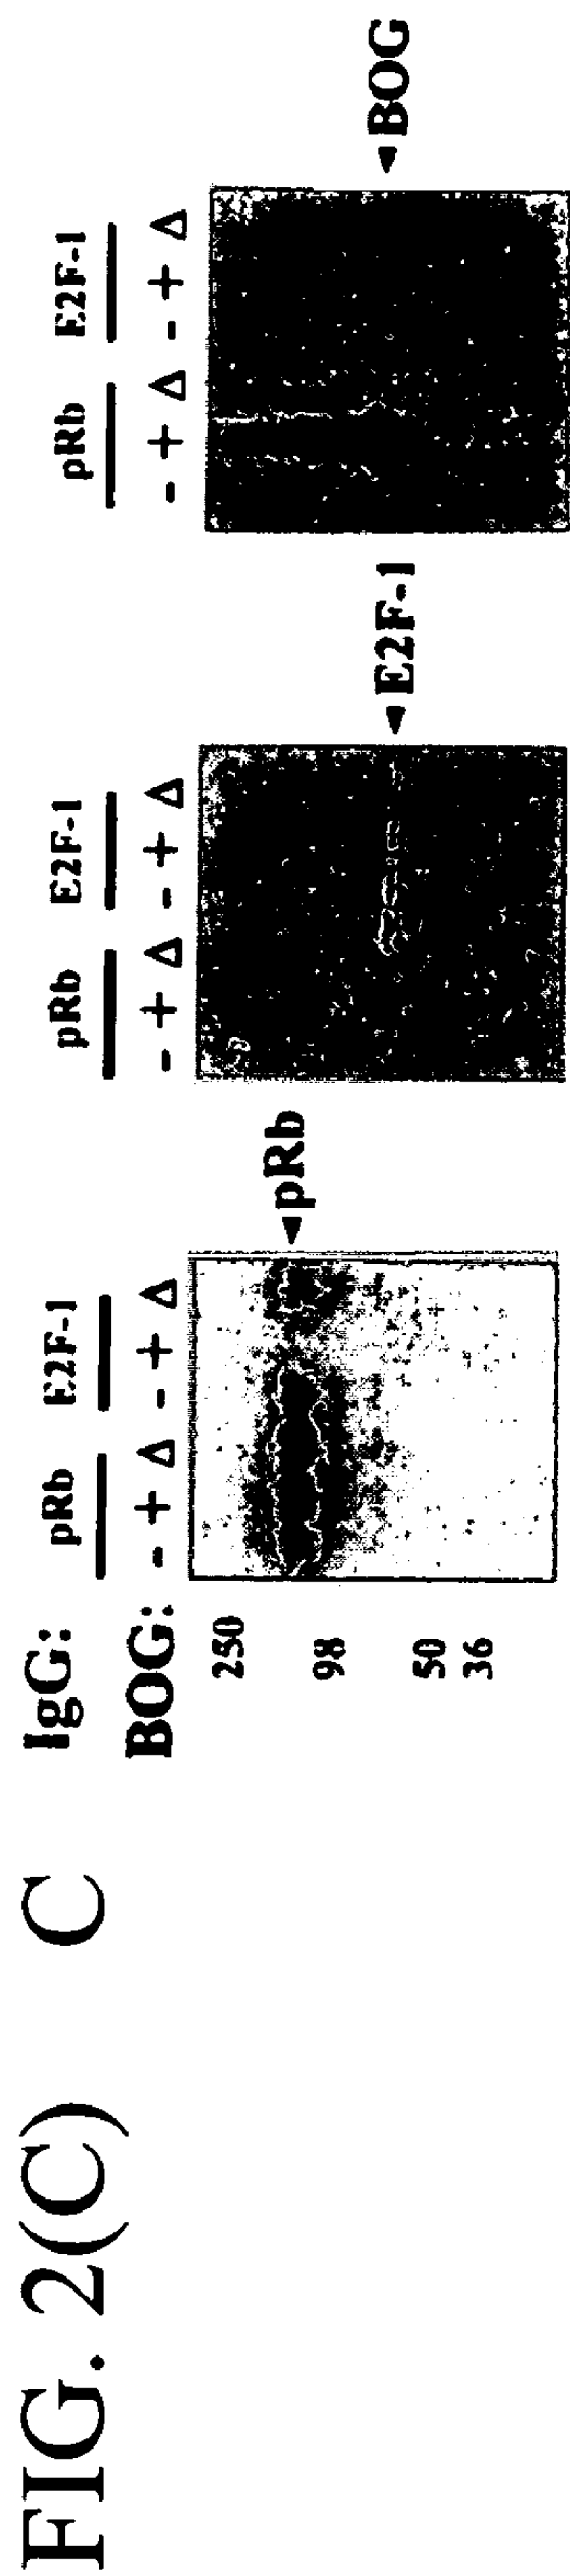 FIG. 2(C) C
IgG: pRb E2F-1 pRb E2F-1 pRb E2F-1
BOG: - + Δ - + Δ - + Δ - + Δ - + Δ - + Δ
250
98
50
36
◀pRb
◀E2F-1
◀BOG